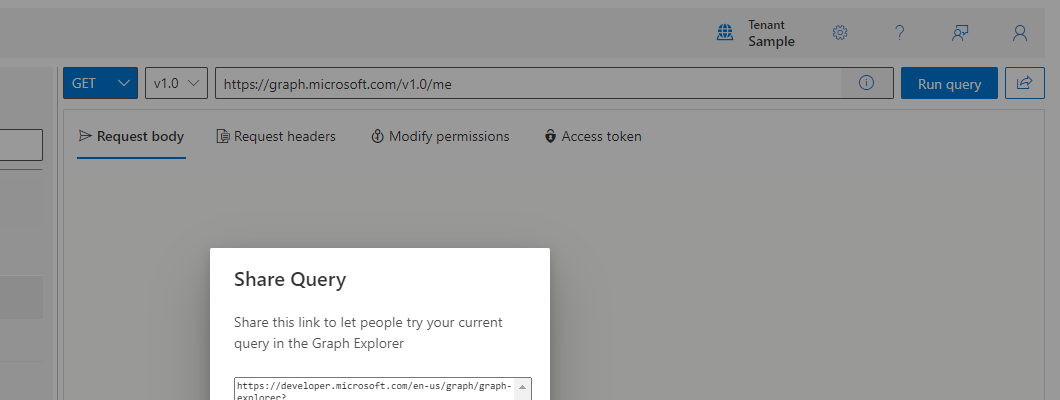 Tenant
Sample
GET v1.0 https://graph.microsoft.com/v1.0/me Run query
Request body Request headers Modify permissions Access token
Share Query
Share this link to let people try your current
query in the Graph Explorer
https://developer.microsoft.com/en-us/graph/graph-
explorer?